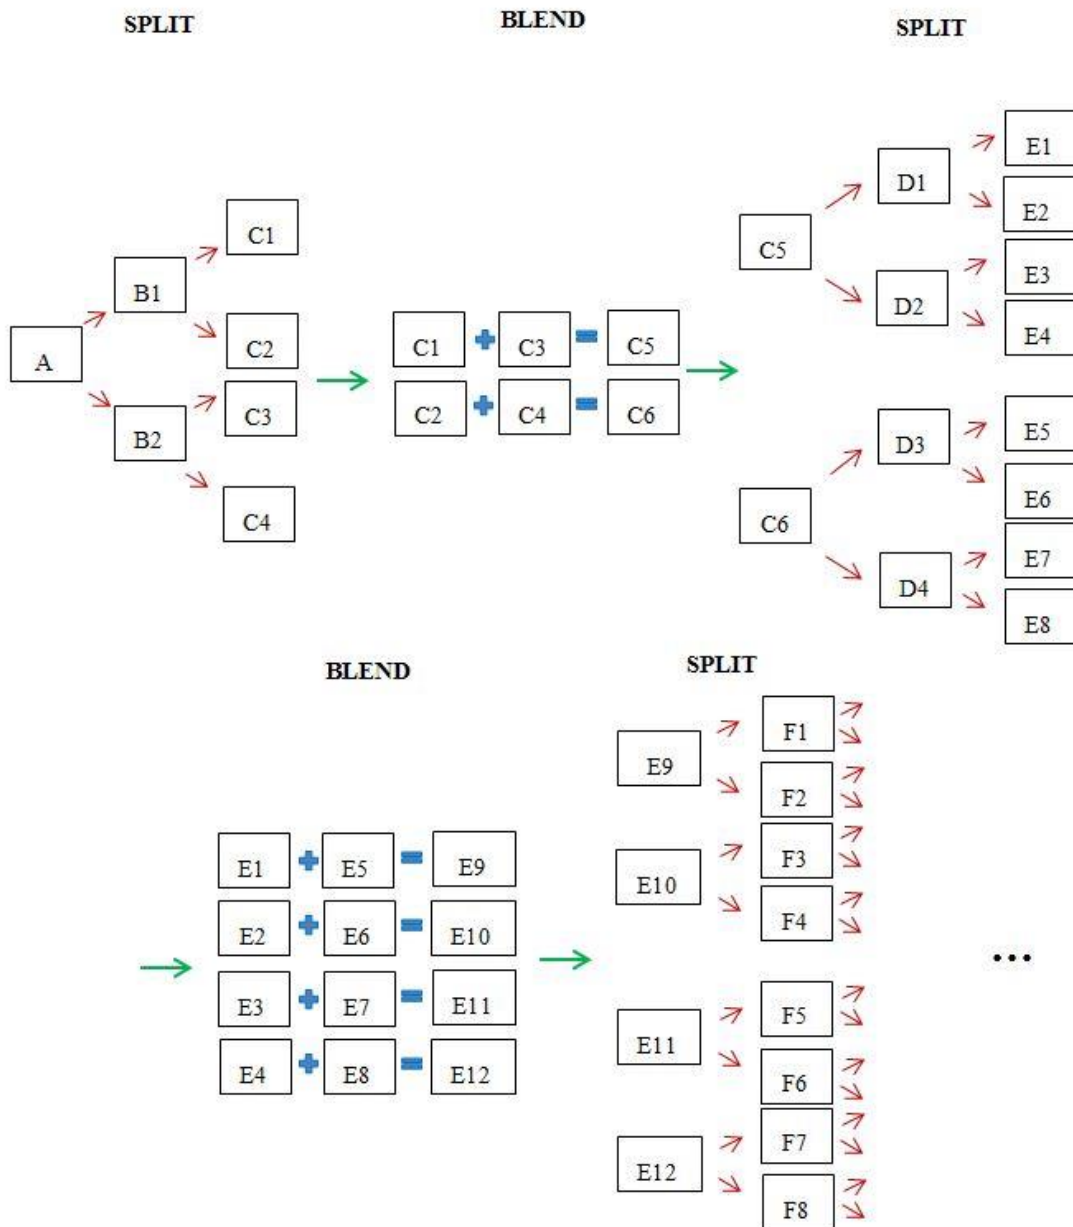 SPLIT
BLEND
SPLIT
A
B1
B2
C1
C2
C3
C4
C1 + C3 = C5
C2 + C4 = C6
C5
C6
D1
D2
D3
D4
E1
E2
E3
E4
E5
E6
E7
E8
BLEND
SPLIT
E1 + E5 = E9
E2 + E6 = E10
E3 + E7 = E11
E4 + E8 = E12
E9
E10
E11
E12
F1
F2
F3
F4
F5
F6
F7
F8
...